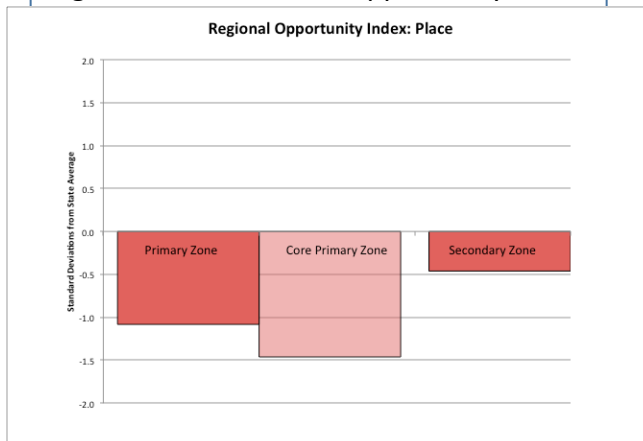 Regional Opportunity Index: Place
Standard Deviations from State Average
2.0
1.5
1.0
0.5
0.0
-0.5
-1.0
-1.5
-2.0
Primary Zone
Core Primary Zone
Secondary Zone